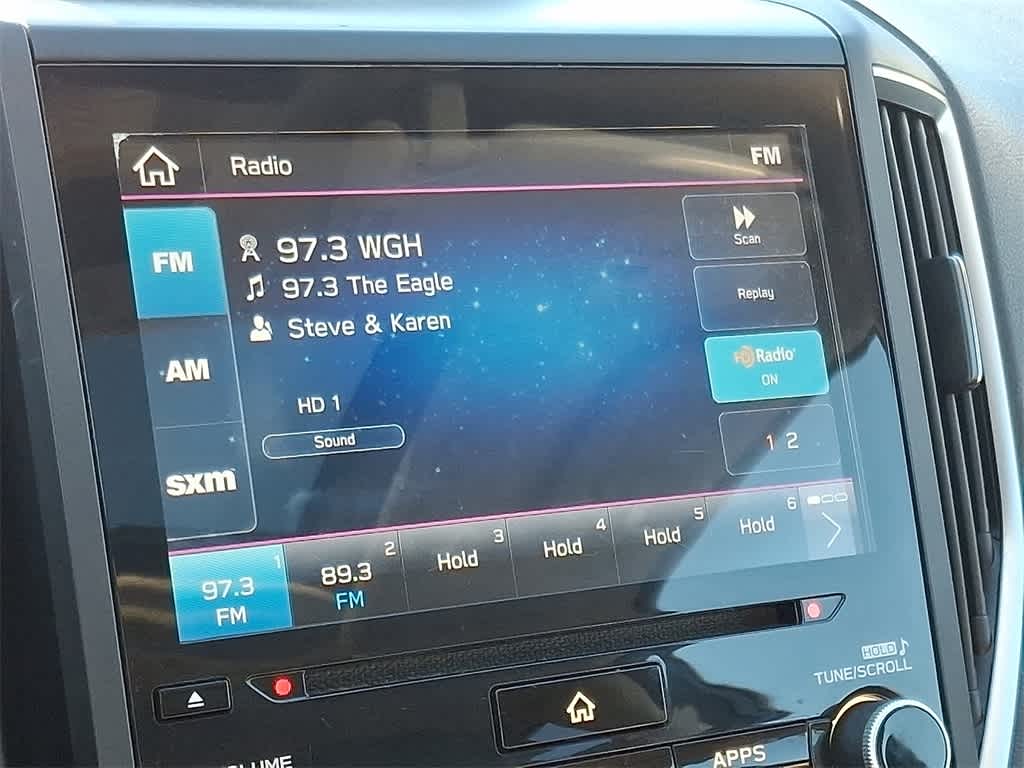 Radio
FM
FM
97.3 WGH
97.3 The Eagle
Steve & Karen
Scan
Replay
AM
HD Radio
ON
HD 1
Sound
1 2
sxm
1
97.3
FM
2
89.3
FM
3
Hold
4
Hold
5
Hold
6
Hold
HOLD
TUNE/SCROLL
VOLUME
APPS